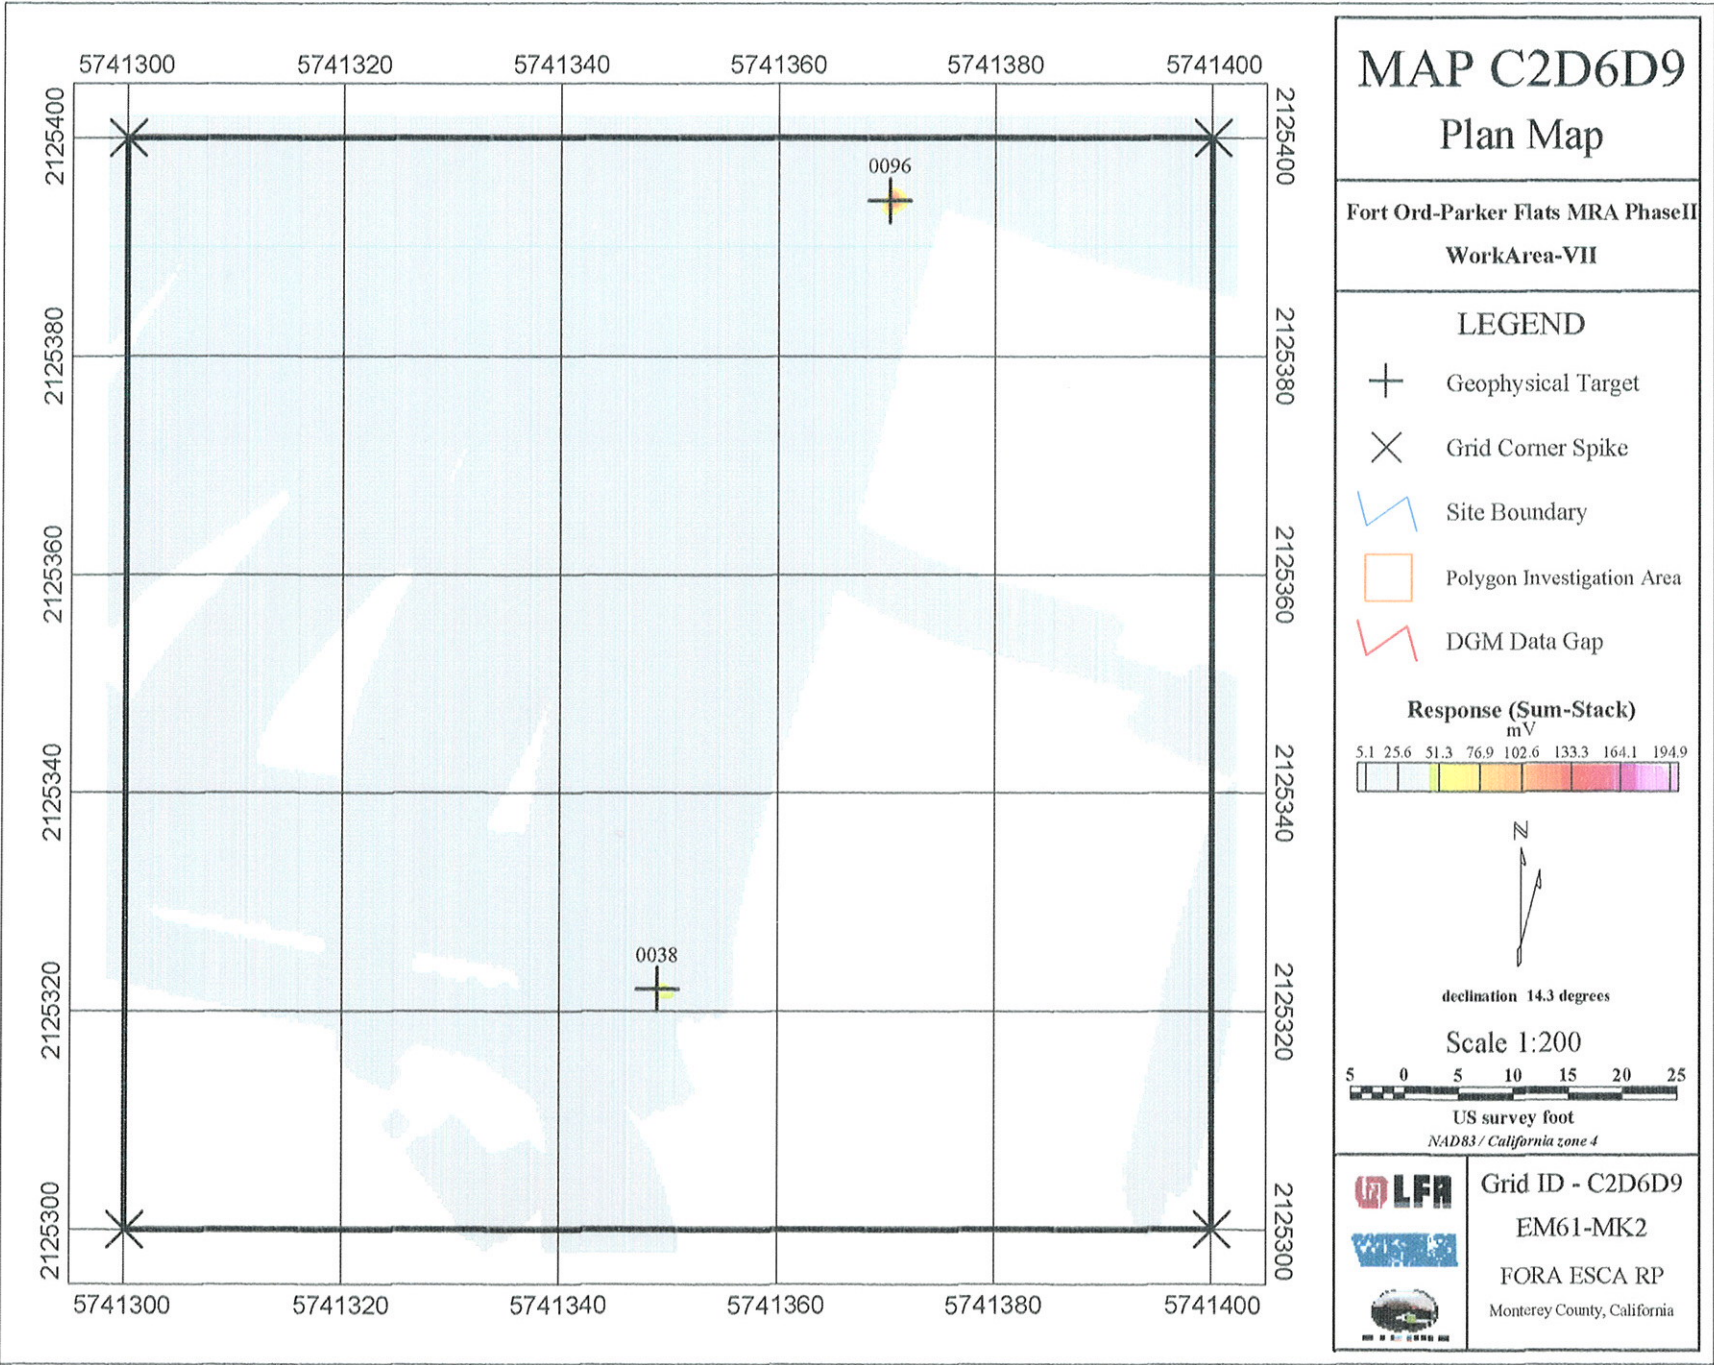 5741300 5741320 5741340 5741360 5741380 5741400
2125400
2125380
2125360
2125340
2125320
2125300
0096
0038
2125400
2125380
2125360
2125340
2125320
2125300
5741300 5741320 5741340 5741360 5741380 5741400
MAP C2D6D9
Plan Map
Fort Ord-Parker Flats MRA PhaseII
WorkArea-VII
LEGEND
Geophysical Target
Grid Corner Spike
Site Boundary
Polygon Investigation Area
DGM Data Gap
Response (Sum-Stack)
mV
5.1 25.6 51.3 76.9 102.6 133.3 164.1 194.9
N
declination 14.3 degrees
Scale 1:200
5 0 5 10 15 20 25
US survey foot
NAD83 / California zone 4
LFR
Grid ID - C2D6D9
EM61-MK2
FORA ESCA RP
Monterey County, California